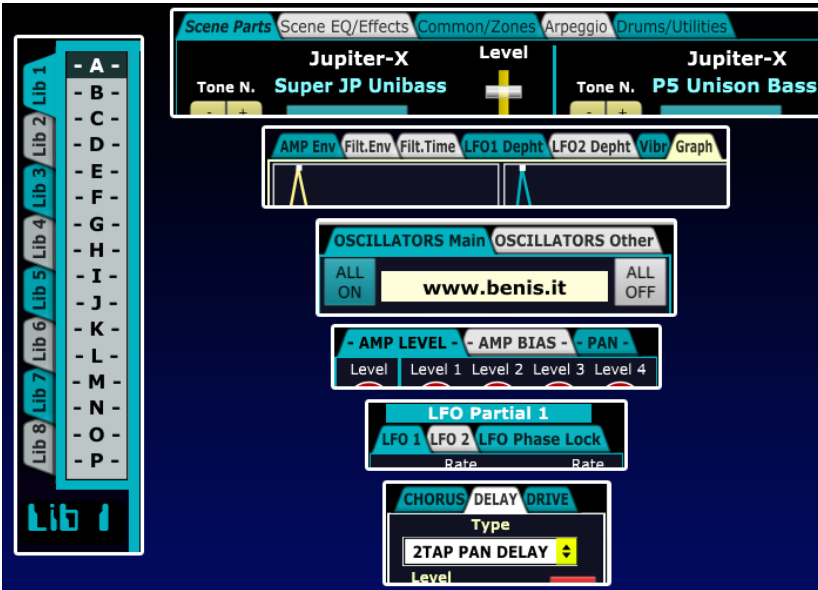 Lib 1
Lib 2
Lib 3
Lib 4
Lib 5
Lib 6
Lib 7
Lib 8
- A -
- B -
- C -
- D -
- E -
- F -
- G -
- H -
- I -
- J -
- K -
- L -
- M -
- N -
- O -
- P -
Lib 1
Scene Parts Scene EQ/Effects Common/Zones Arpeggio Drums/Utilities
Jupiter-X Level Jupiter-X
Tone N. Super JP Unibass Tone N. P5 Unison Bass
- + - +
AMP Env Filt.Env Filt.Time LFO1 Depht LFO2 Depht Vibr Graph
OSCILLATORS Main OSCILLATORS Other
ALL ON www.benis.it ALL OFF
- AMP LEVEL - - AMP BIAS - - PAN -
Level Level 1 Level 2 Level 3 Level 4
LFO Partial 1
LFO 1 LFO 2 LFO Phase Lock
Rate Rate
CHORUS DELAY DRIVE
Type
2TAP PAN DELAY
Level